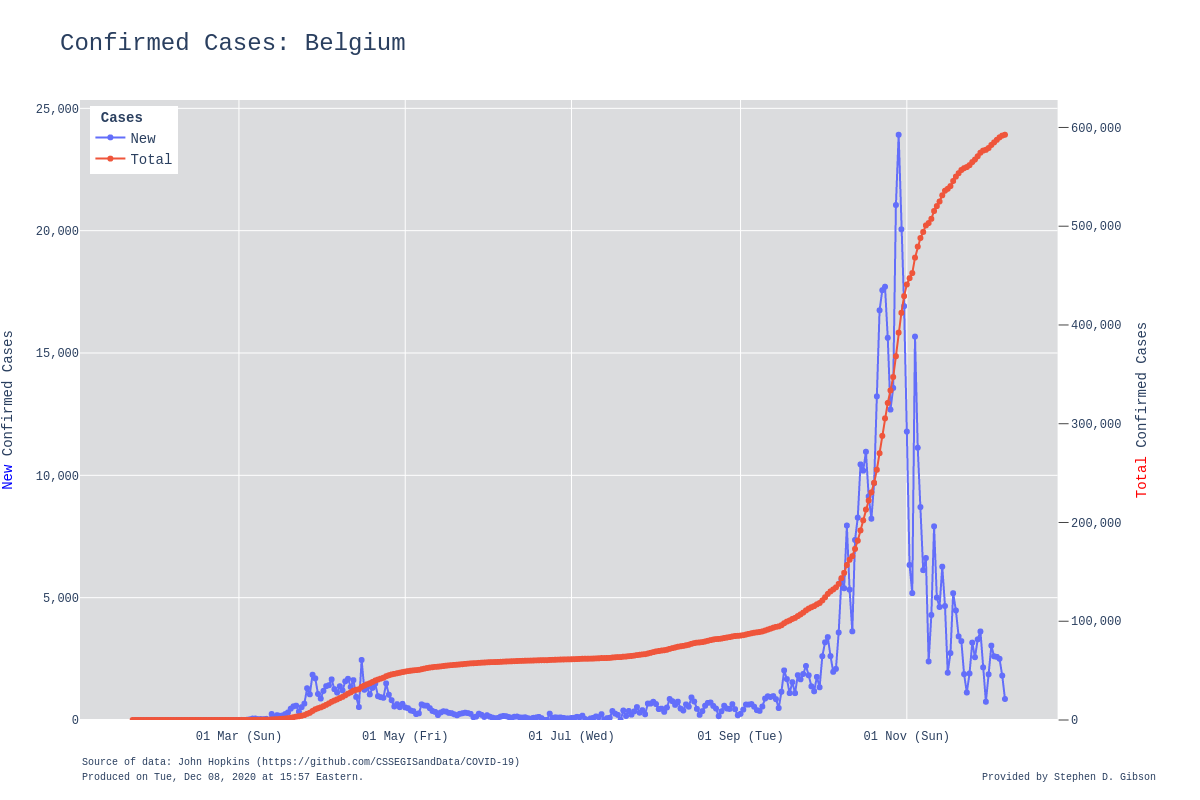 Confirmed Cases: Belgium
Cases
New
Total
25,000
20,000
15,000
10,000
5,000
0
New Confirmed Cases
600,000
500,000
400,000
300,000
200,000
100,000
0
Total Confirmed Cases
01 Mar (Sun)
01 May (Fri)
01 Jul (Wed)
01 Sep (Tue)
01 Nov (Sun)
Source of data: John Hopkins (https://github.com/CSSEGISandData/COVID-19)
Produced on Tue, Dec 08, 2020 at 15:57 Eastern.
Provided by Stephen D. Gibson